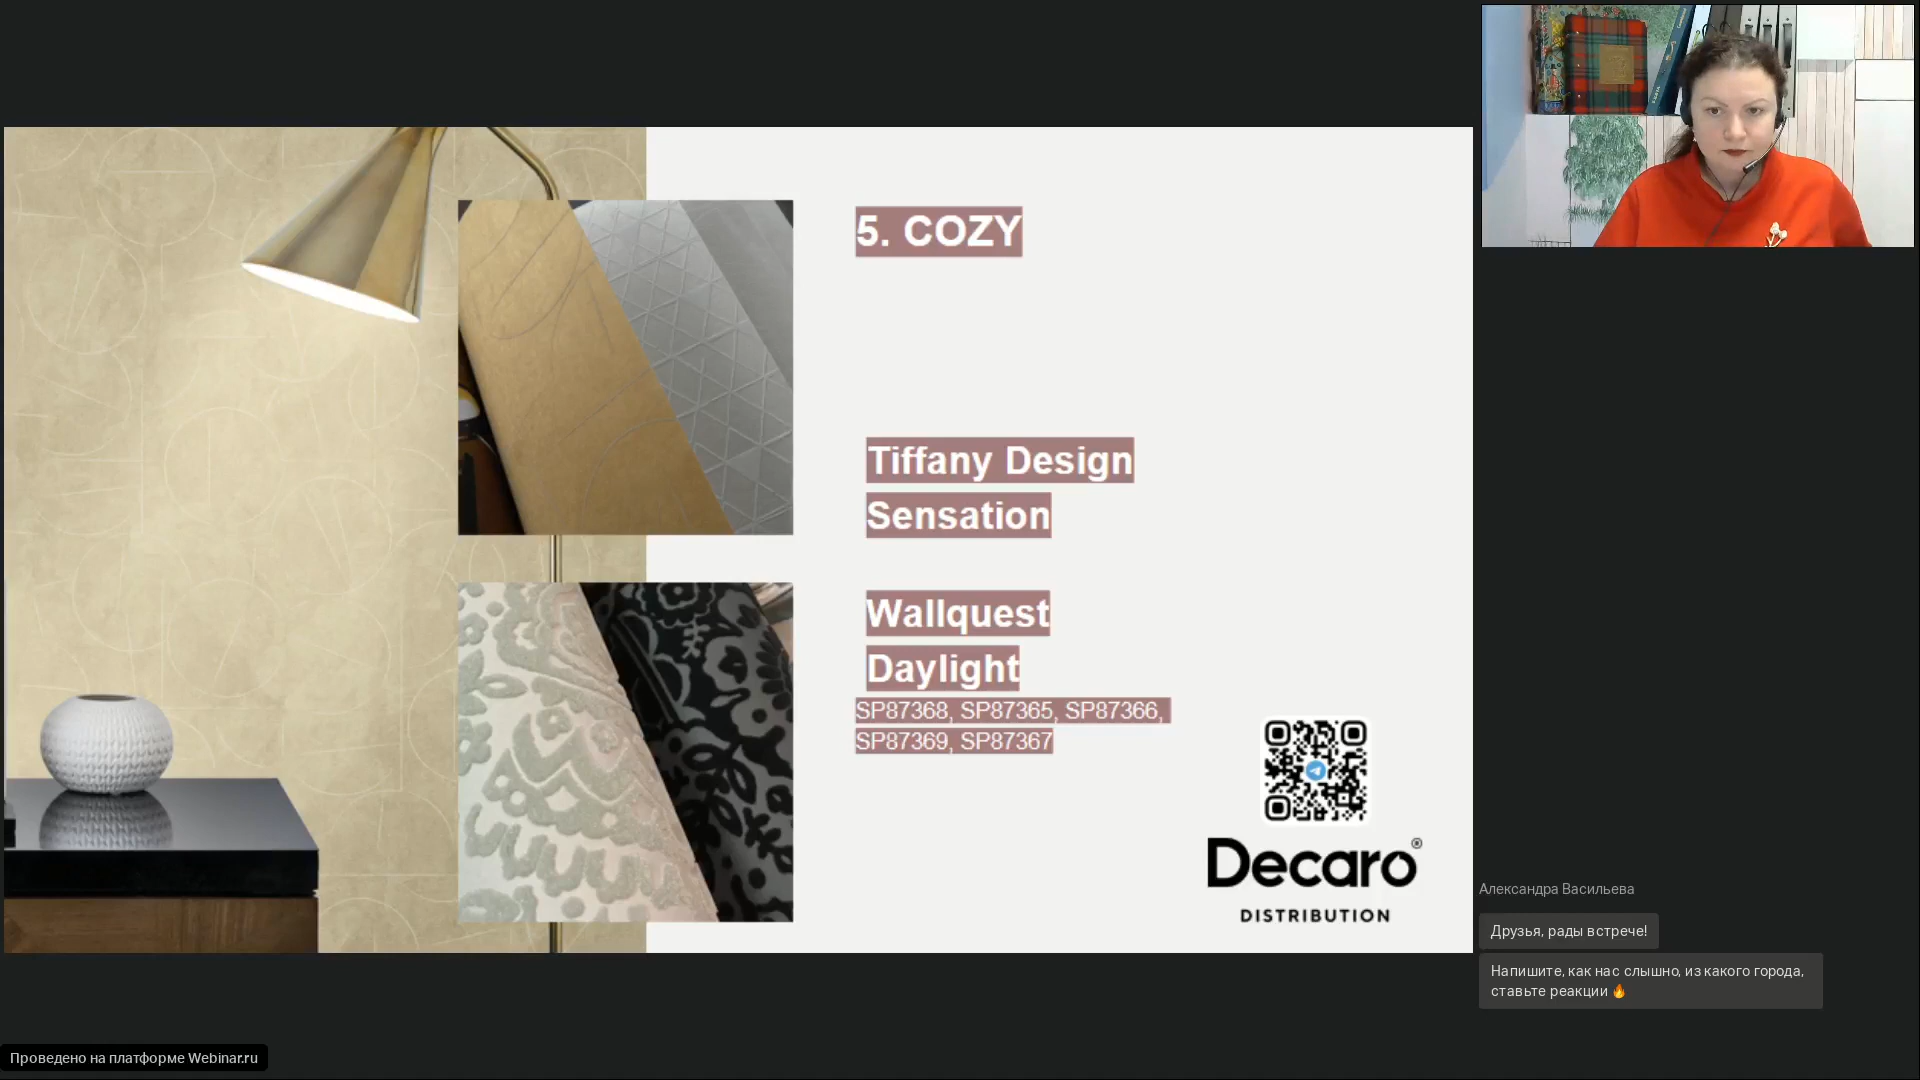 5. COZY
Tiffany Design
Sensation
Wallquest
Daylight
SP87368, SP87365, SP87366,
SP87369, SP87367
Decaro®
DISTRIBUTION
Александра Васильева
Друзья, рады встрече!
Напишите, как нас слышно, из какого города,
ставьте реакции 🔥
Проведено на платформе Webinar.ru